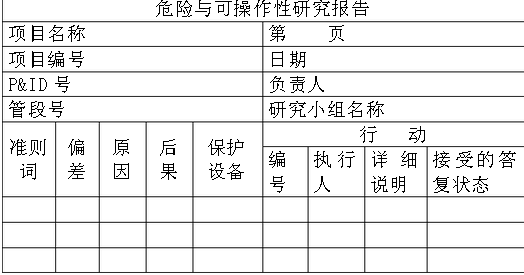 危险与可操作性研究报告
项目名称 第 页
项目编号 日期
P&ID 号 负责人
管段号 研究小组名称
准则词 偏差 原因 后果 保护设备 行 动
编号 执行人 详细说明 接受的答复状态